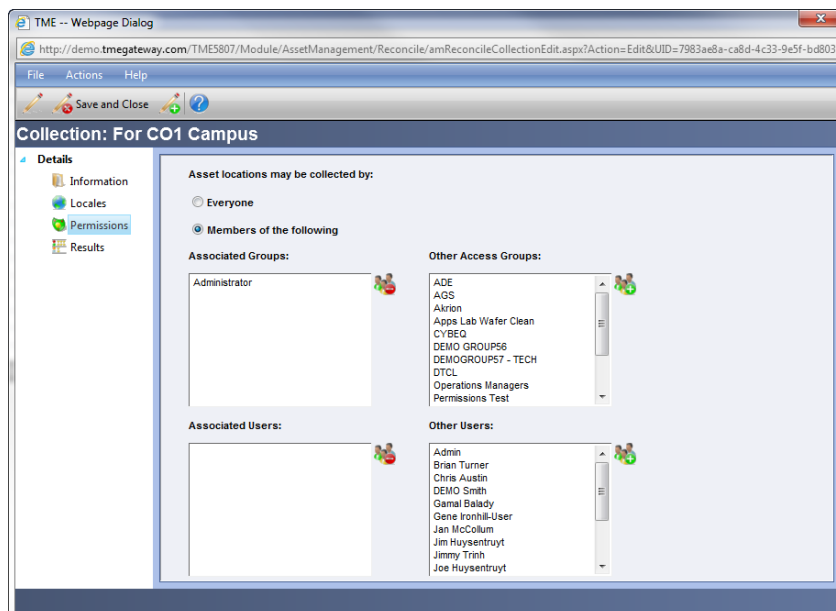 TME -- Webpage Dialog
http://demo.tmegateway.com/TME5807/Module/AssetManagement/Reconcile/amReconcileCollectionEdit.aspx?Action=Edit&UID=7983ae8a-ca8d-4c33-9e5f-bd803
File Actions Help
Save and Close
Collection: For CO1 Campus
Details
Information
Locales
Permissions
Results
Asset locations may be collected by:
Everyone
Members of the following
Associated Groups:
Administrator
Other Access Groups:
ADE
AGS
Akrion
Apps Lab Wafer Clean
CYBEQ
DEMO GROUP56
DEMOGROUP57 - TECH
DTCL
Operations Managers
Permissions Test
Associated Users:
Other Users:
Admin
Brian Turner
Chris Austin
DEMO Smith
Gamal Balady
Gene Ironhill-User
Jan McCollum
Jim Huysentruyt
Jimmy Trinh
Joe Huysentruyt